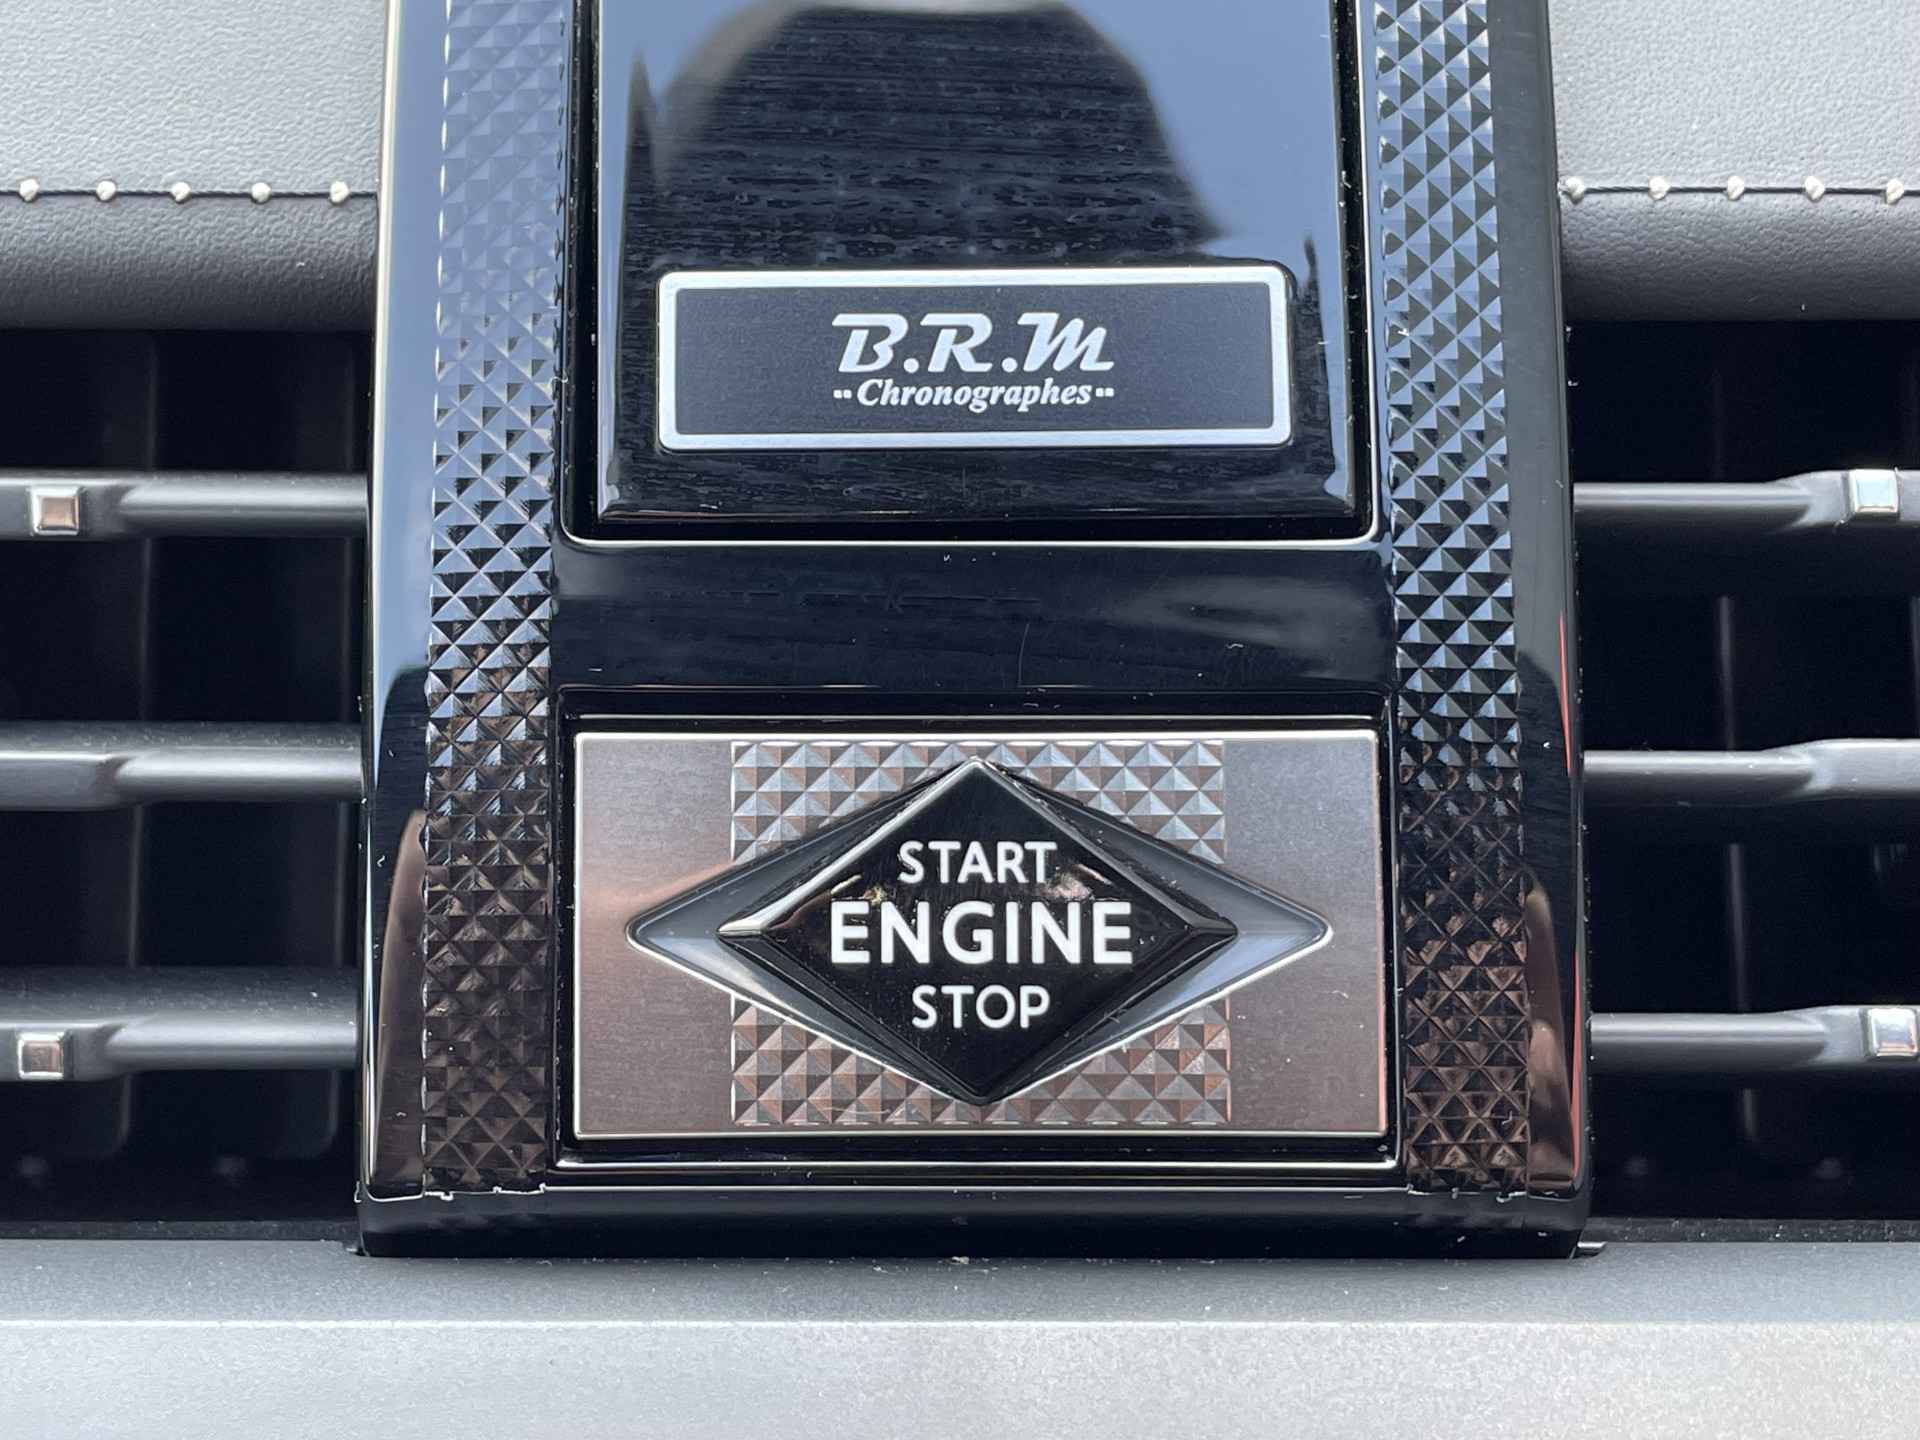 B.R.M
Chronographes
START
ENGINE
STOP